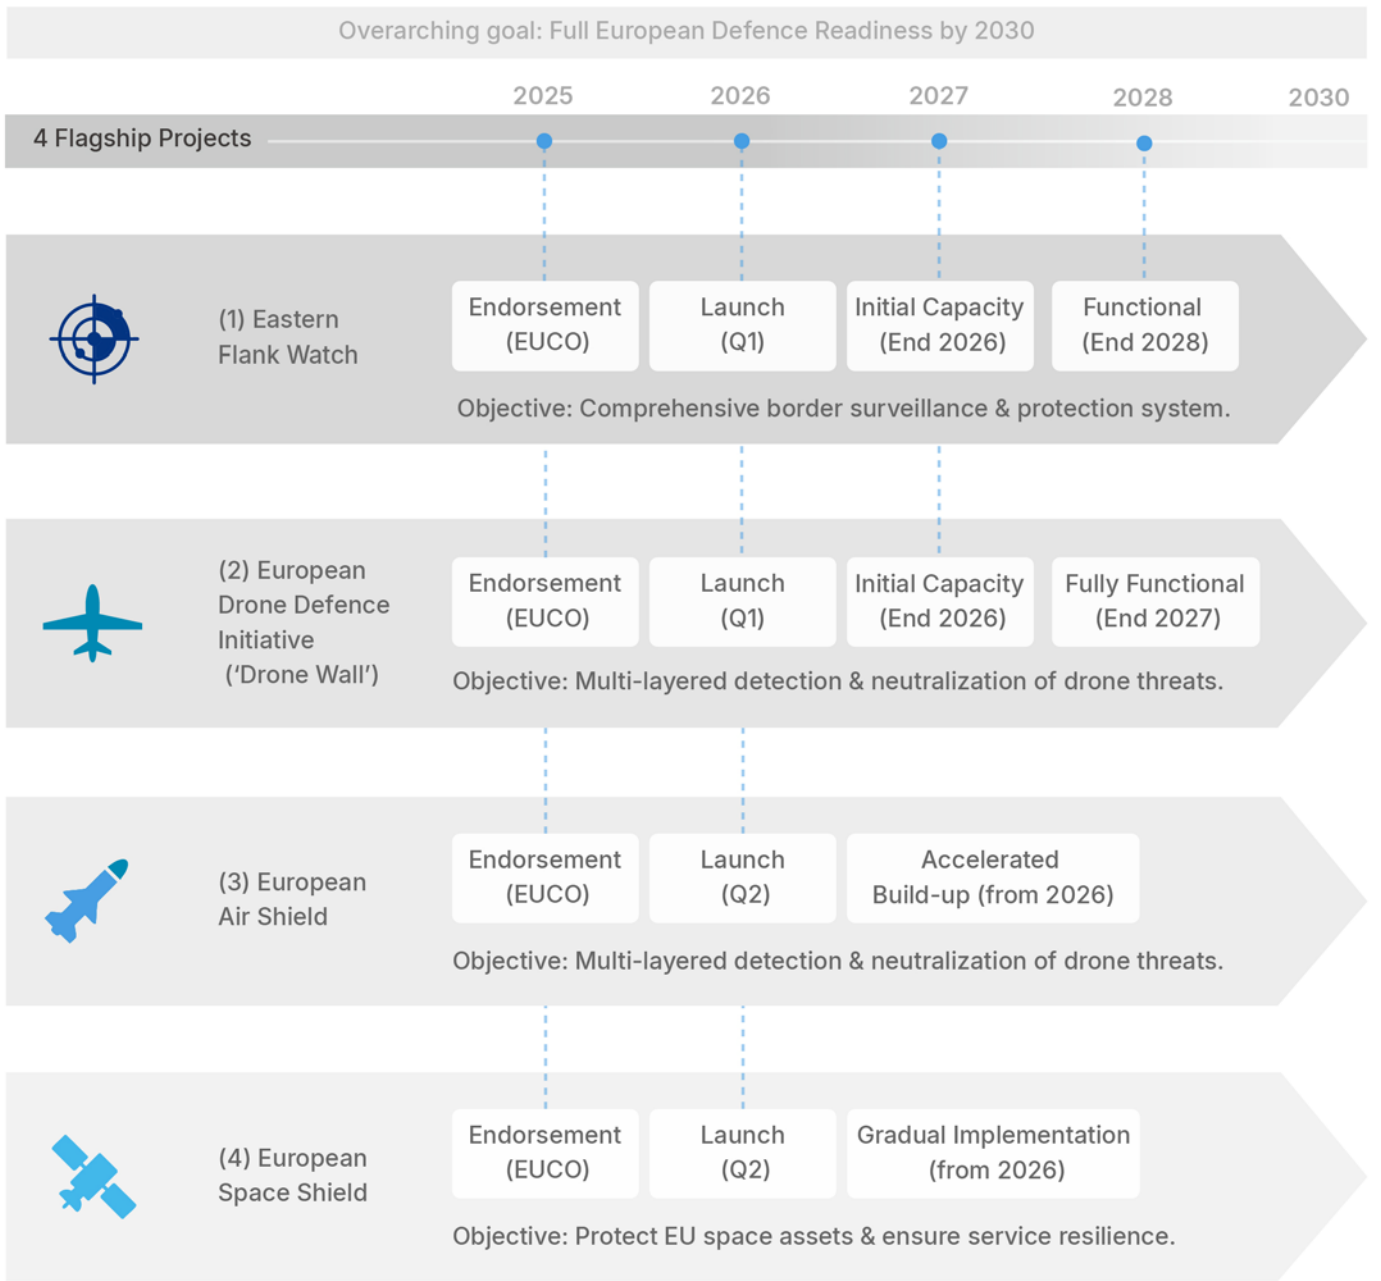 Overarching goal: Full European Defence Readiness by 2030
2025 2026 2027 2028 2030
4 Flagship Projects
(1) Eastern
Flank Watch
Endorsement
(EUCO)
Launch
(Q1)
Initial Capacity
(End 2026)
Functional
(End 2028)
Objective: Comprehensive border surveillance & protection system.
(2) European
Drone Defence
Initiative
('Drone Wall')
Endorsement
(EUCO)
Launch
(Q1)
Initial Capacity
(End 2026)
Fully Functional
(End 2027)
Objective: Multi-layered detection & neutralization of drone threats.
(3) European
Air Shield
Endorsement
(EUCO)
Launch
(Q2)
Accelerated
Build-up (from 2026)
Objective: Multi-layered detection & neutralization of drone threats.
(4) European
Space Shield
Endorsement
(EUCO)
Launch
(Q2)
Gradual Implementation
(from 2026)
Objective: Protect EU space assets & ensure service resilience.